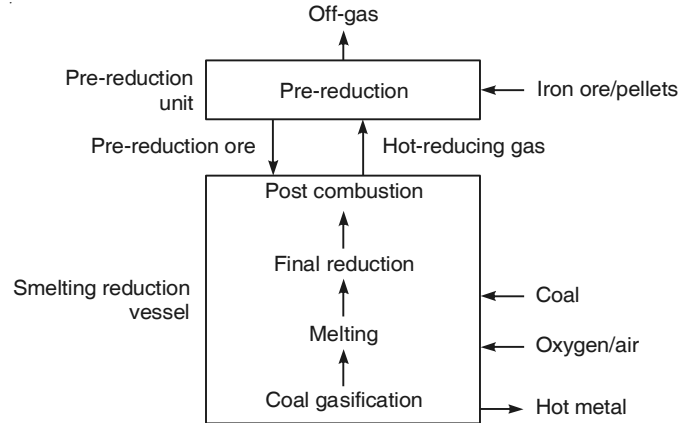 Off-gas
Pre-reduction
unit
Pre-reduction
Iron ore/pellets
Pre-reduction ore
Hot-reducing gas
Post combustion
Final reduction
Smelting reduction
vessel
Coal
Melting
Oxygen/air
Coal gasification
Hot metal